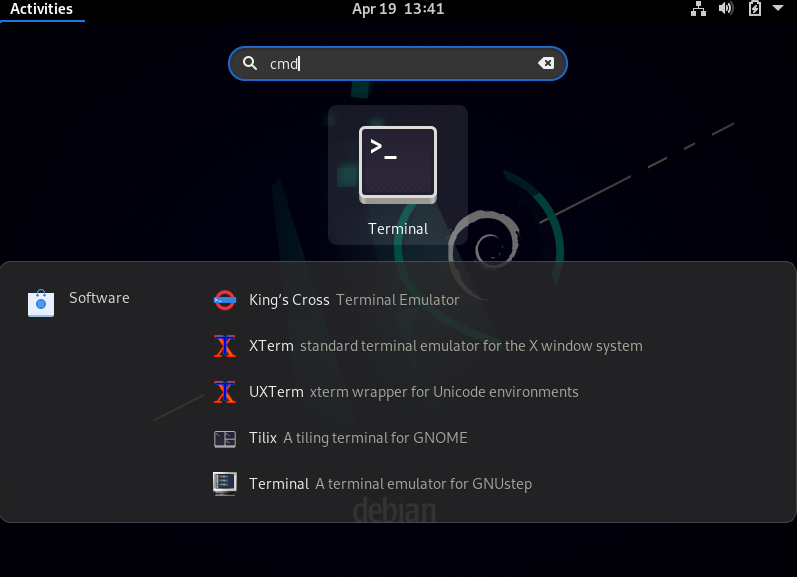 Activities
Apr 19 13:41
cmd
>_
Terminal
Software
King's Cross Terminal Emulator
XTerm standard terminal emulator for the X window system
UXTerm xterm wrapper for Unicode environments
Tilix A tiling terminal for GNOME
Terminal A terminal emulator for GNUstep
debian